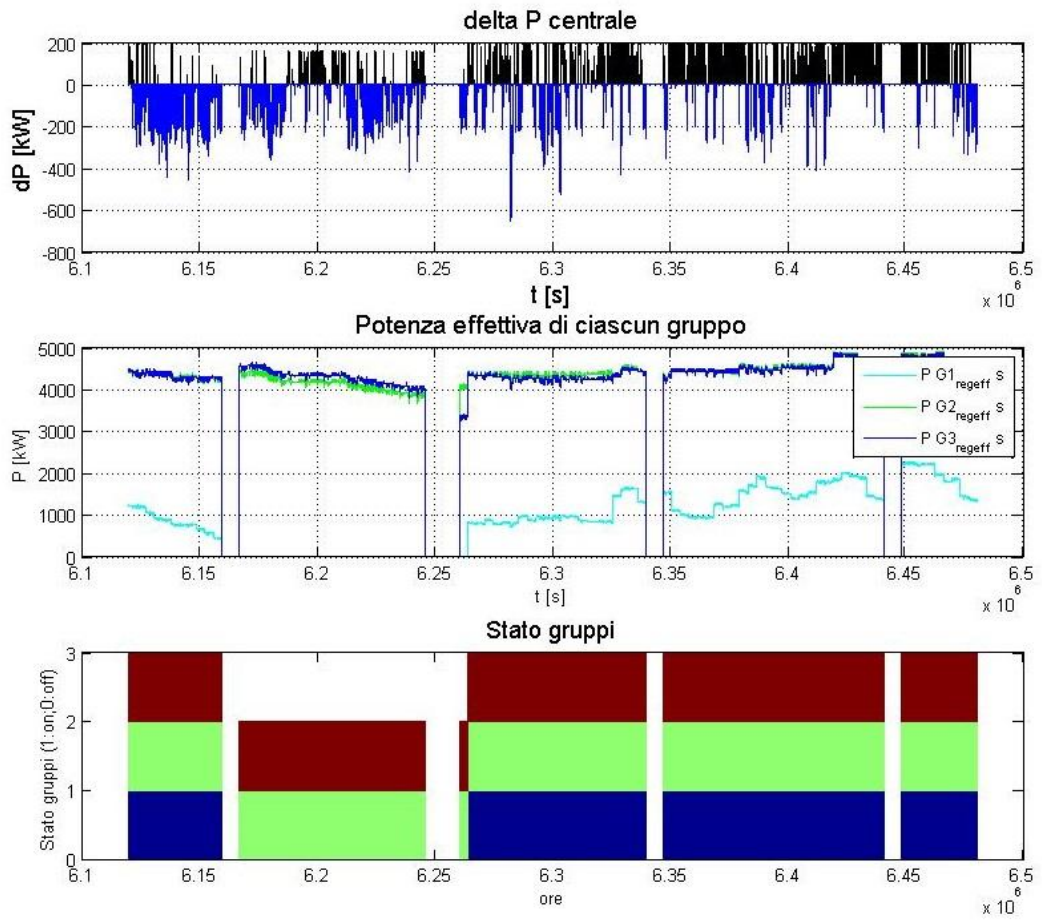 delta P centrale
200
0
-200
-400
-600
-800
dP [kW]
6.1 6.15 6.2 6.25 6.3 6.35 6.4 6.45 6.5
t [s]
x 10^6
Potenza effettiva di ciascun gruppo
5000
4000
3000
2000
1000
0
P [kW]
P G1regeff s
P G2regeff s
P G3regeff s
6.1 6.15 6.2 6.25 6.3 6.35 6.4 6.45 6.5
t [s]
x 10^6
Stato gruppi
3
2
1
0
Stato gruppi (1:on;0:off)
6.1 6.15 6.2 6.25 6.3 6.35 6.4 6.45 6.5
ore
x 10^6